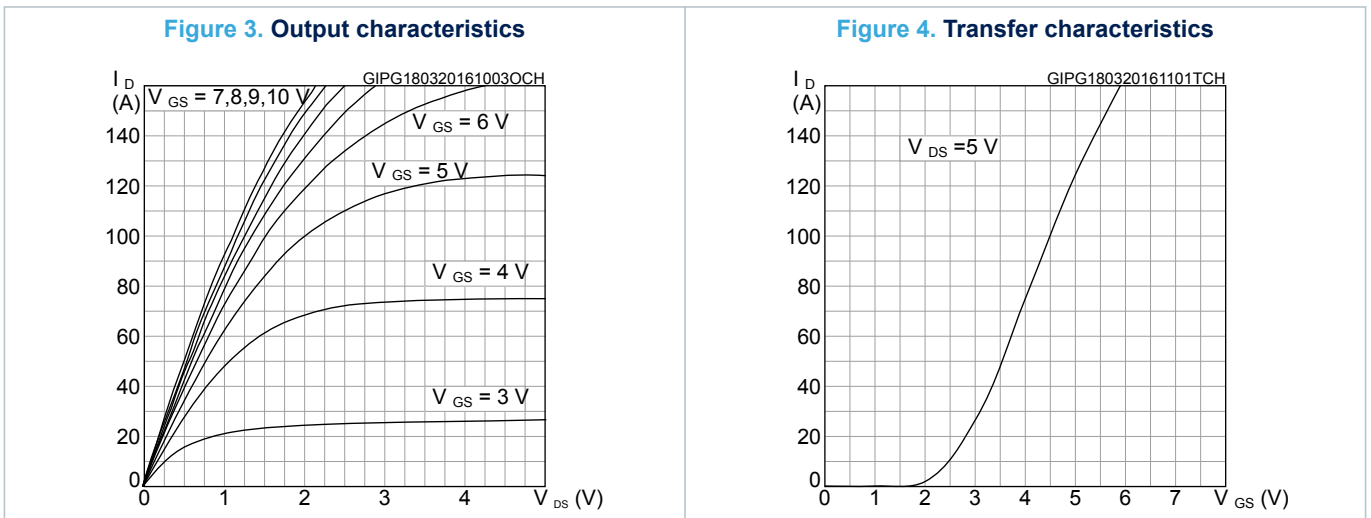 Figure 3. Output characteristics
GIPG180320161003OCH
I D
(A)
V GS = 7,8,9,10 V
V GS = 6 V
V GS = 5 V
V GS = 4 V
V GS = 3 V
140
120
100
80
60
40
20
0
0 1 2 3 4 V DS (V)
Figure 4. Transfer characteristics
GIPG180320161101TCH
I D
(A)
V DS =5 V
140
120
100
80
60
40
20
0
0 1 2 3 4 5 6 7 V GS (V)